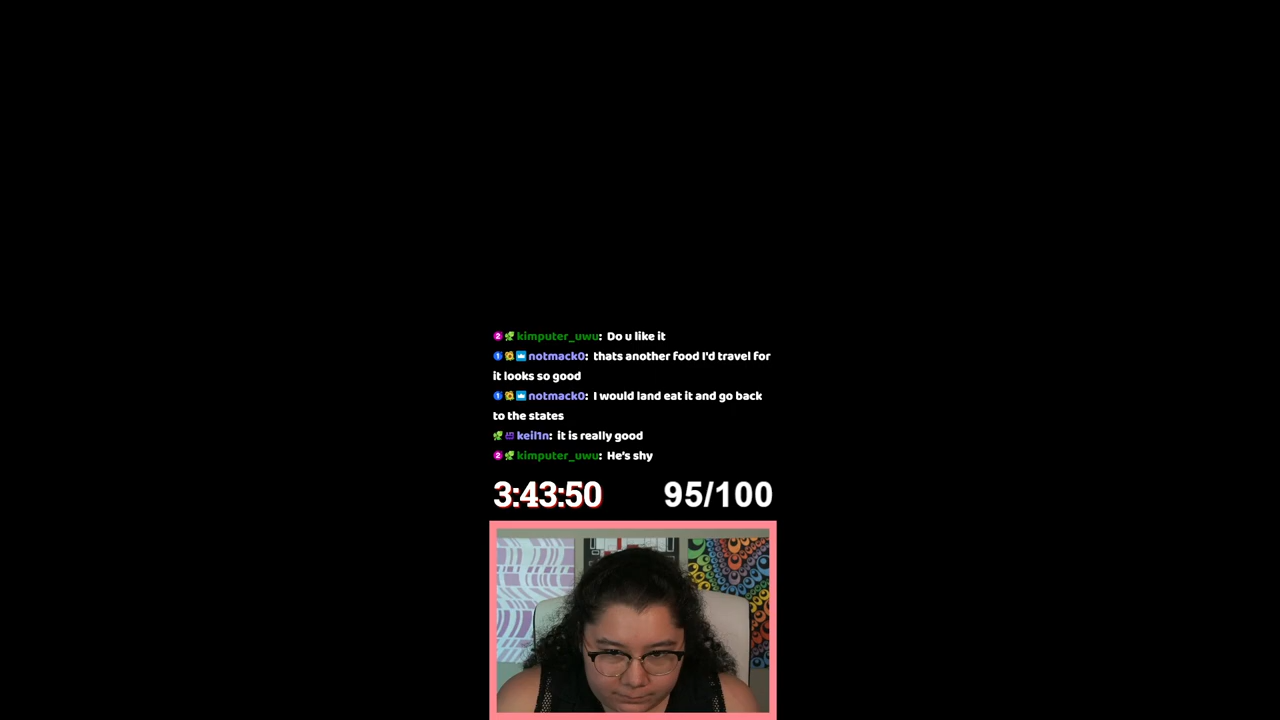 kimputer_uwu: Do u like it
notmack0: thats another food I'd travel for
it looks so good
notmack0: I would land eat it and go back
to the states
keil1n: it is really good
kimputer_uwu: He's shy
3:43:50 95/100